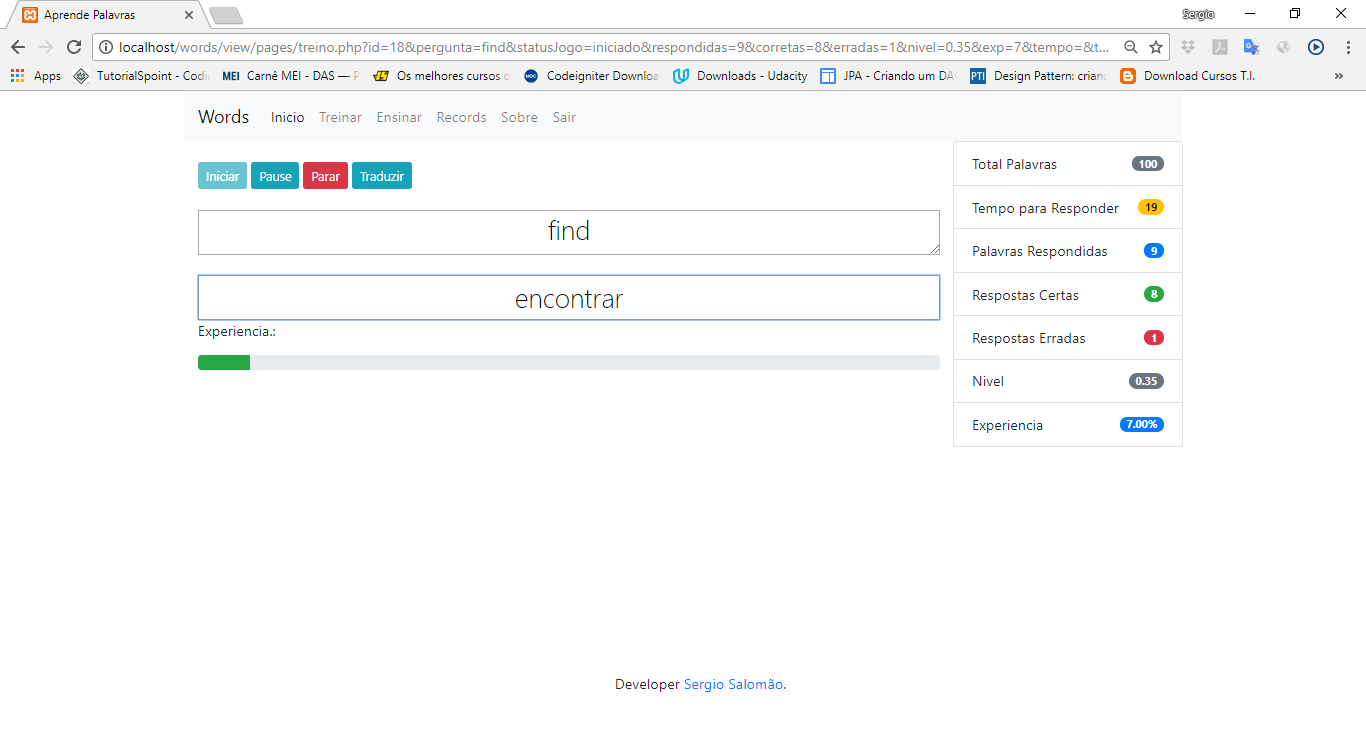 Aprende Palavras
Sergio
localhost/words/view/pages/treino.php?id=18&pergunta=find&statusJogo=iniciado&respondidas=9&corretas=8&erradas=1&nivel=0.35&exp=7&tempo=&t...
Apps TutorialsPoint - Codi MEI Carnê MEI - DAS — P Os melhores cursos o MDC Codeigniter Downloa Downloads - Udacity JPA - Criando um DA PTI Design Pattern: crianc Download Cursos T.I. »
Words Inicio Treinar Ensinar Records Sobre Sair
Iniciar Pause Parar Traduzir
find
encontrar
Experiencia.:
Total Palavras 100
Tempo para Responder 19
Palavras Respondidas 9
Respostas Certas 8
Respostas Erradas 1
Nivel 0.35
Experiencia 7.00%
Developer Sergio Salomão.